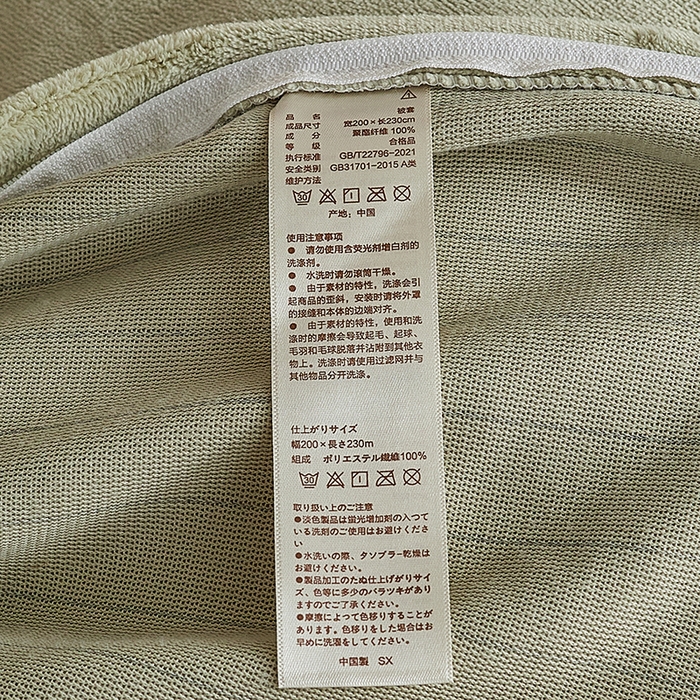 品 名 被套
成品尺寸 宽200×长230cm
成 分 聚酯纤维 100%
等 级 合格品
执行标准 GB/T22796-2021
安全类别 GB31701-2015 A类
维护方法
30
产地：中国
使用注意事项
● 请勿使用含荧光剂增白剂的
洗涤剂。
● 水洗时请勿滚筒干燥。
● 由于素材的特性，洗涤会引
起商品的歪斜，安装时请将外罩
的接缝和本体的边端对齐。
● 由于素材的特性，使用和洗
涤时的摩擦会导致起毛、起球、
毛羽和毛球脱落并沾附到其他衣
物上。洗涤时请使用过滤网并与
其他物品分开洗涤。
仕上がりサイズ
幅200×長さ230m
組成 ポリエステル繊維100%
30
取り扱い上のご注意
●淡色製品は蛍光増加剤の入つて
いる洗剤のご使用はお避けくださ
い
●水洗いの際、タソブラー乾燥は
お避けください。
●製品加工のたぬ仕上げがりサイ
ズ、色等に多少のバラツキがあり
ますのでご了承ください。
●摩擦によって色移りすることが
あります。色移りをした場合はお
早めに洗濯をしてください。
中国製 SX